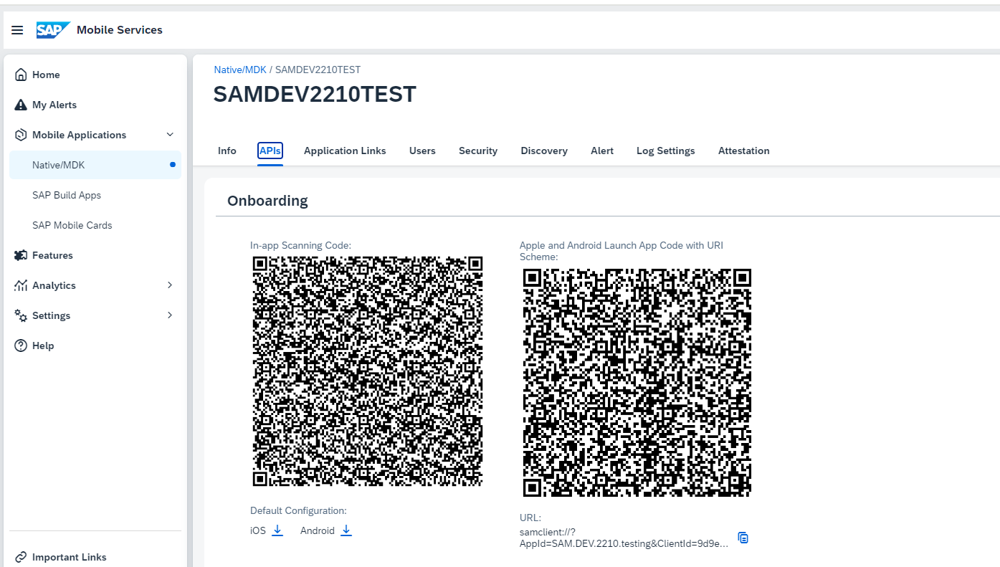 SAP Mobile Services
Home
My Alerts
Mobile Applications
Native/MDK
SAP Build Apps
SAP Mobile Cards
Features
Analytics
Settings
Help
Important Links
Native/MDK / SAMDEV2210TEST
SAMDEV2210TEST
Info APIs Application Links Users Security Discovery Alert Log Settings Attestation
Onboarding
In-app Scanning Code:
Default Configuration:
iOS Android
Apple and Android Launch App Code with URI
Scheme:
URL:
samclient://?
AppId=SAM.DEV.2210.testing&ClientId=9d9e...